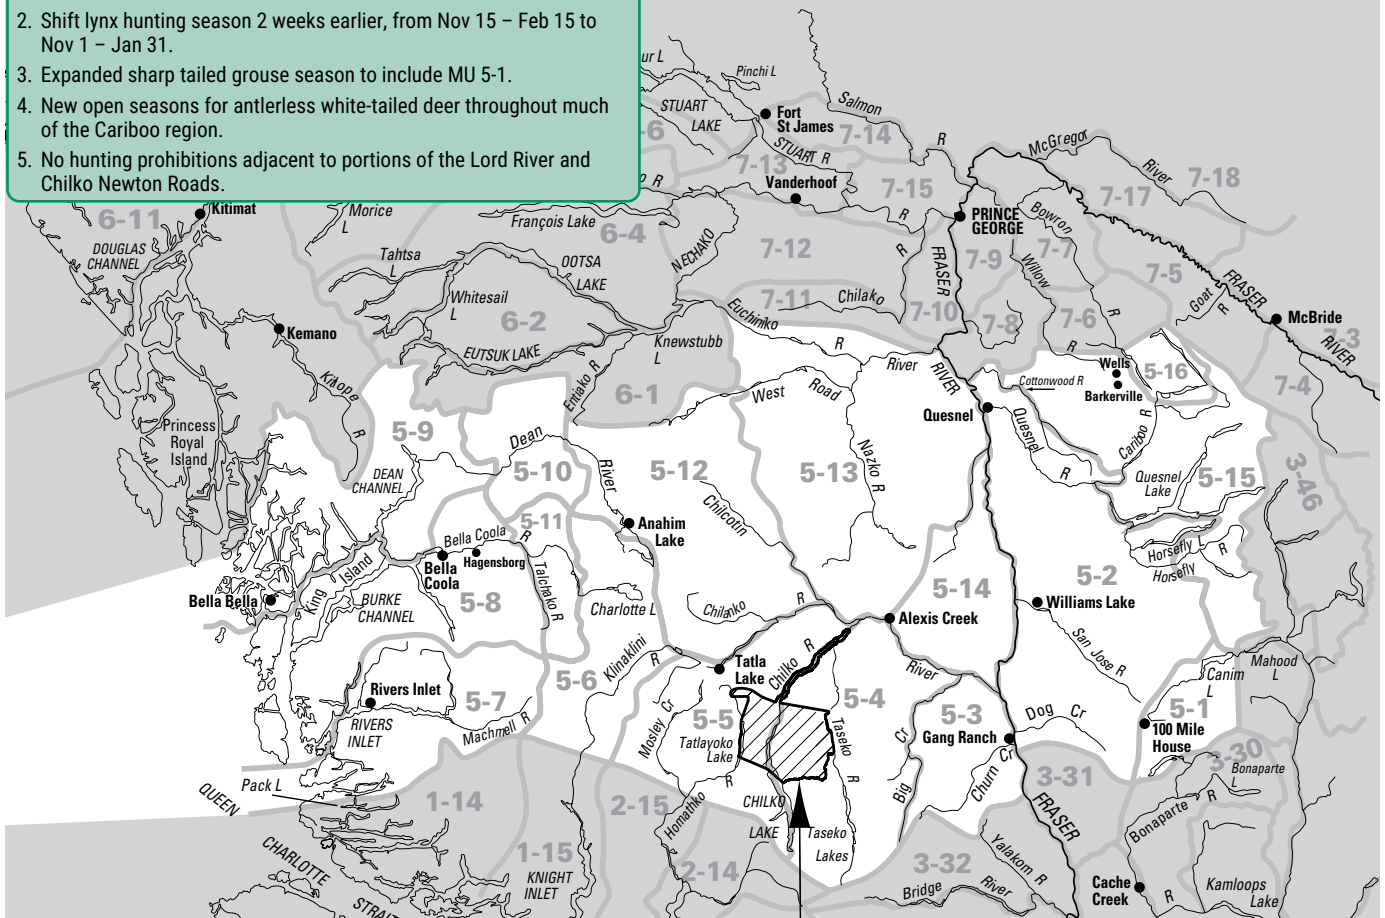 2. Shift lynx hunting season 2 weeks earlier, from Nov 15 – Feb 15 to
Nov 1 – Jan 31.
3. Expanded sharp tailed grouse season to include MU 5-1.
4. New open seasons for antlerless white-tailed deer throughout much
of the Cariboo region.
5. No hunting prohibitions adjacent to portions of the Lord River and
Chilko Newton Roads.
ur L
Pinchi L
STUART
LAKE
-6
Fort
St James
Salmon
R
7-14
STUART R
7-13
Vanderhoof
7-15
R
McGregor
River
7-18
7-17
6-11
Kitimat
Morice
L
DOUGLAS
CHANNEL
Tahtsa
L
o R
François Lake
6-4
NECHAKO
OOTSA
LAKE
Whitesail
L
6-2
EUTSUK LAKE
Knewstubb
L
Entiako R
6-1
7-12
R
7-11
Chilako
Euchiniko
R
7-10
FRASER
PRINCE
GEORGE
7-9
Bowron
7-7
Willow
R
7-8
7-6
R
7-5
Goat
R
FRASER
RIVER
McBride
7-3
7-4
Kemano
Kitlope
R
Princess
Royal
Island
5-9
DEAN
CHANNEL
Dean
River
5-10
5-11
5-12
West
Road
River
RIVER
5-13
Nazko R
Chilcotin
Quesnel
Cottonwood R
Quesnel
R
Wells
Barkerville
Cariboo R
5-16
Quesnel
Lake
5-15
3-46
Horsefly L
R
Horsefly
Anahim
Lake
Bella Coola
R
Hagensborg
Bella
Coola
Talchako R
5-8
Bella Bella
King
Island
BURKE
CHANNEL
Charlotte L
Chilanko
R
5-14
Alexis Creek
5-2
Williams Lake
San Jose R
Klinaklini
R
5-6
Tatla
Lake
Chilko
R
River
5-4
Rivers Inlet
RIVERS
INLET
5-7
Machmell R
Mosley Cr
5-5
Tatlayoko
Lake
Taseko
R
Big
Cr
5-3
Gang Ranch
Dog Cr
Churn
Cr
5-1
100 Mile
House
Canim
L
Mahood
L
3-30
Bonaparte
L
3-31
FRASER
Pack L
QUEEN
CHARLOTTE
STRAIT
1-14
1-15
KNIGHT
INLET
2-15
Homathko
R
2-14
CHILKO
LAKE
Taseko
Lakes
3-32
Yalakom R
Bridge
River
Bonaparte R
Cache
Creek
R
Kamloops
Lake